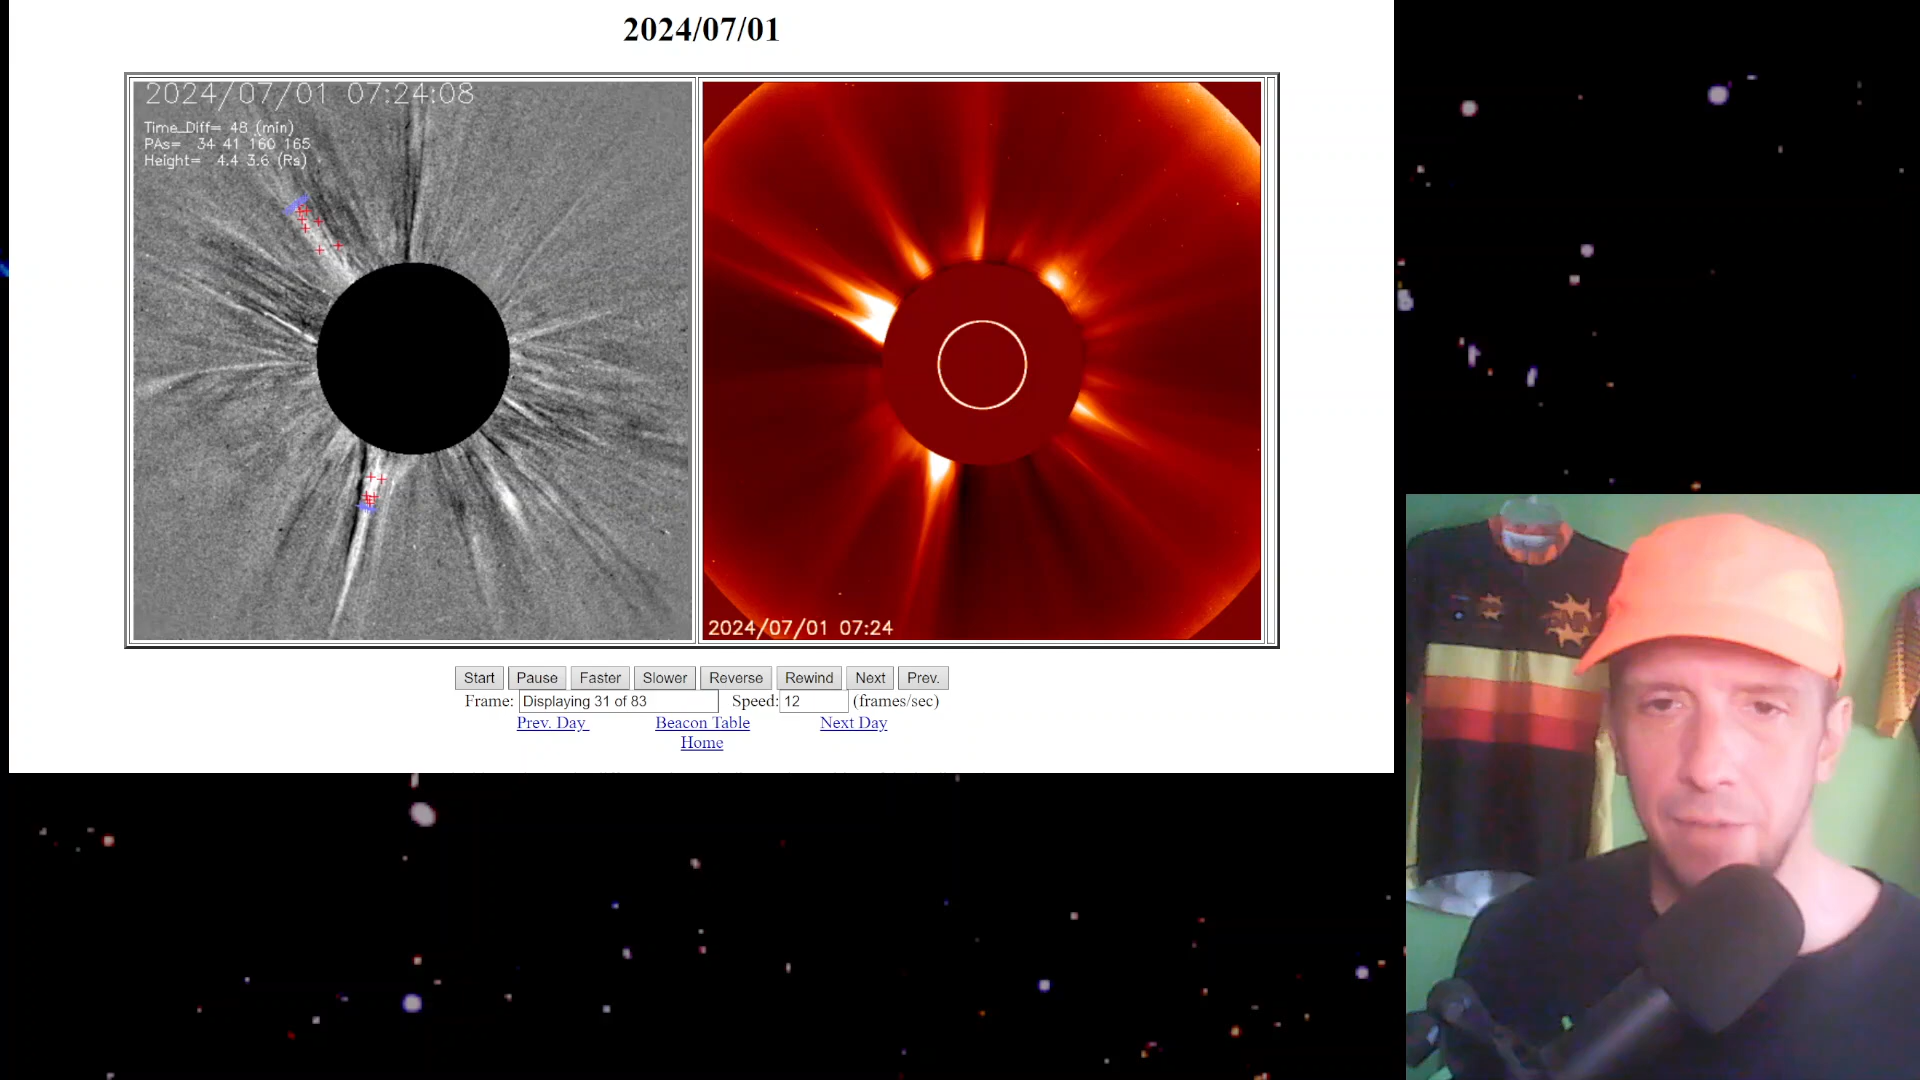 2024/07/01
2024/07/01 07:24:08
Time_Diff= 48 (min)
PAs= 34 41 160 165
Height= 4.4 3.6 (Rs)
2024/07/01 07:24
Start Pause Faster Slower Reverse Rewind Next Prev.
Frame: Displaying 31 of 83 Speed: 12 (frames/sec)
Prev. Day Beacon Table Next Day
Home